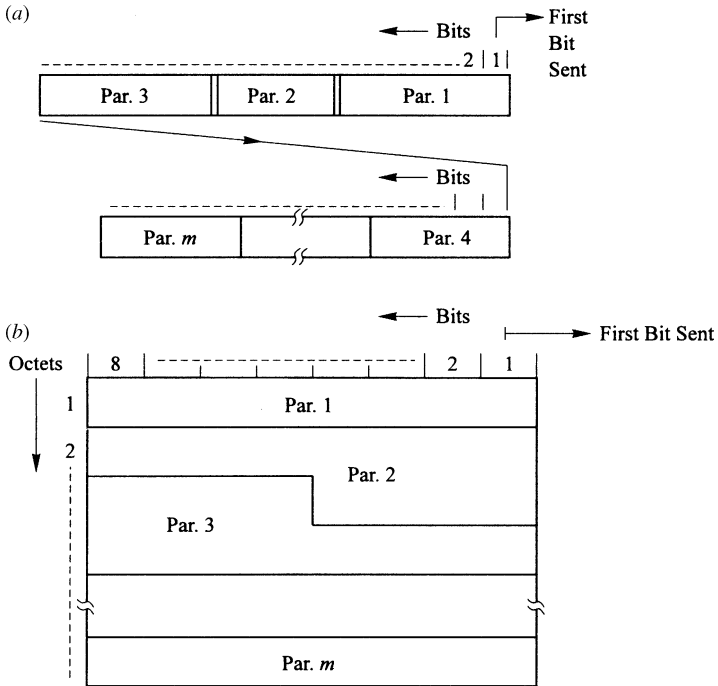 (a)
Bits
First
Bit
Sent
2 1
Par. 3 Par. 2 Par. 1
Bits
Par. m Par. 4
(b)
Bits
First Bit Sent
Octets
8 2 1
1 Par. 1
2
Par. 2
Par. 3
Par. m